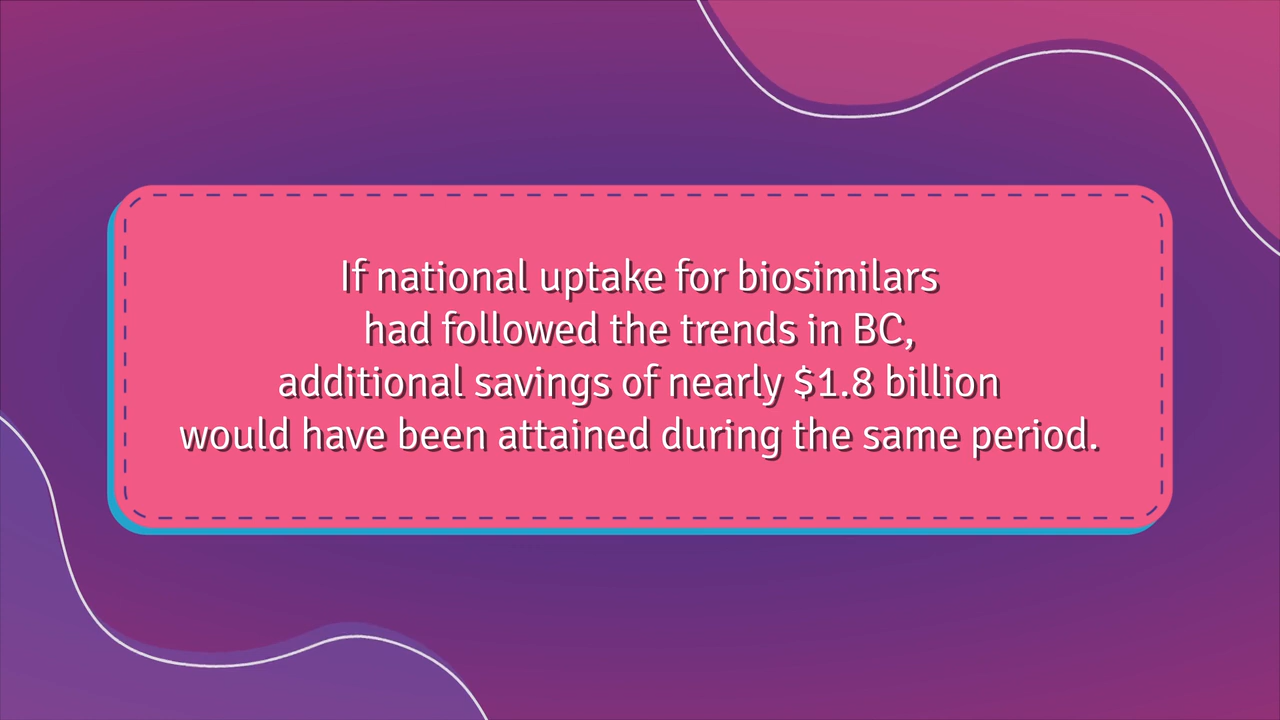 If national uptake for biosimilars
had followed the trends in BC,
additional savings of nearly $1.8 billion
would have been attained during the same period.